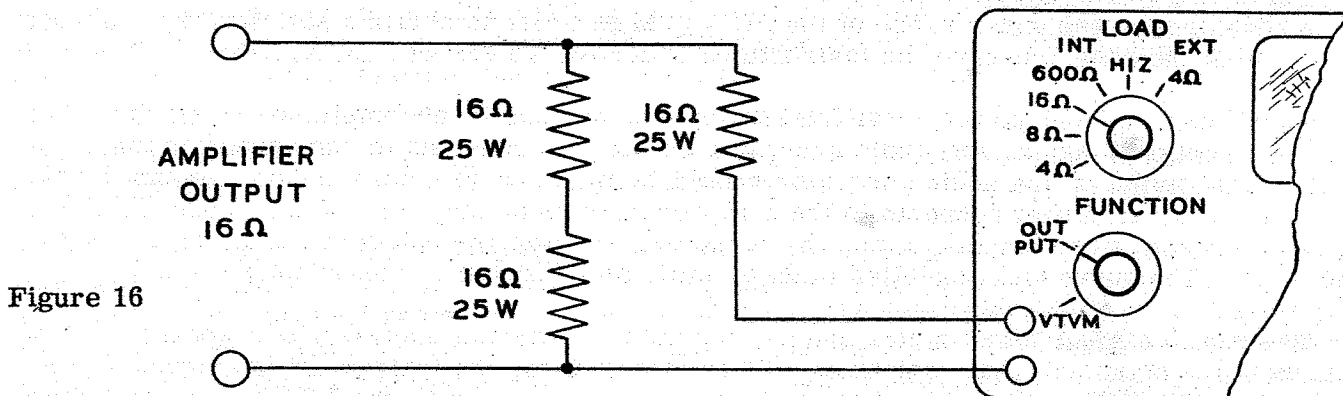 AMPLIFIER
OUTPUT
16Ω
16Ω
25 W
16Ω
25 W
16Ω
25 W
LOAD
INT
EXT
600Ω
HI Z
4Ω
16Ω
8Ω
4Ω
FUNCTION
OUT
PUT
VTVM
Figure 16